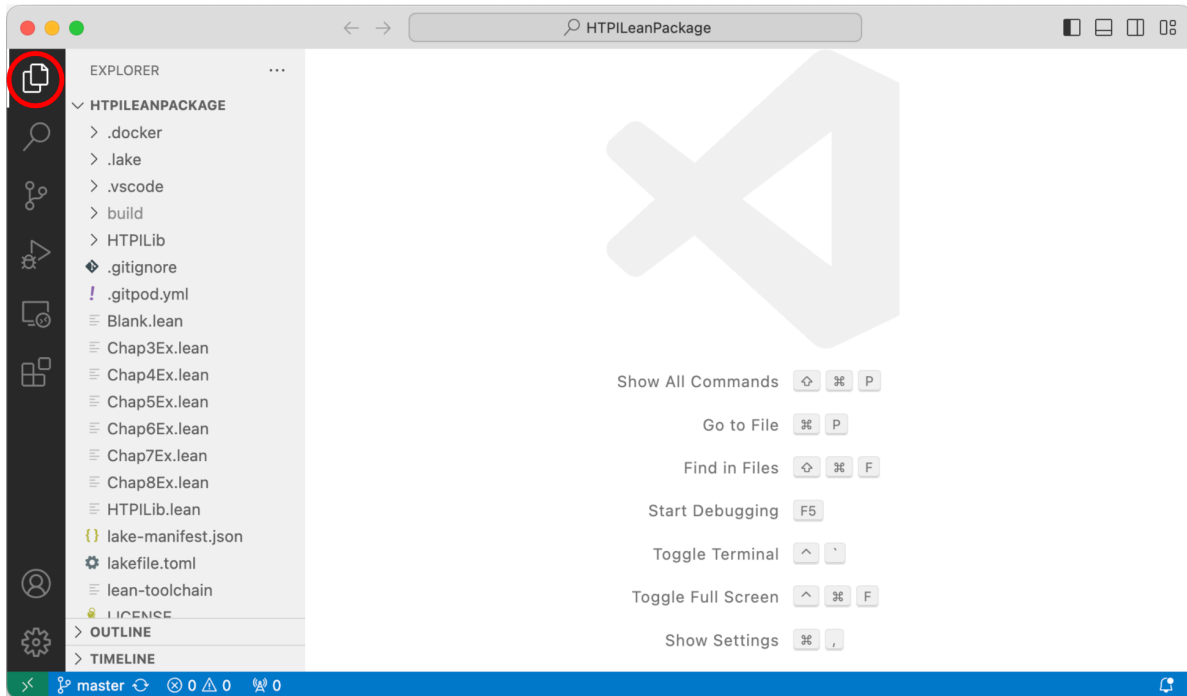 HTPILeanPackage
EXPLORER ...
HTPILEANPACKAGE
.docker
.lake
.vscode
build
HTPILib
.gitignore
! .gitpod.yml
Blank.lean
Chap3Ex.lean
Chap4Ex.lean
Chap5Ex.lean
Chap6Ex.lean
Chap7Ex.lean
Chap8Ex.lean
HTPILib.lean
{} lake-manifest.json
lakefile.toml
lean-toolchain
LICENSE
OUTLINE
TIMELINE
Show All Commands ⇧ ⌘ P
Go to File ⌘ P
Find in Files ⇧ ⌘ F
Start Debugging F5
Toggle Terminal ^ `
Toggle Full Screen ^ ⌘ F
Show Settings ⌘ ,
master 0 0 0